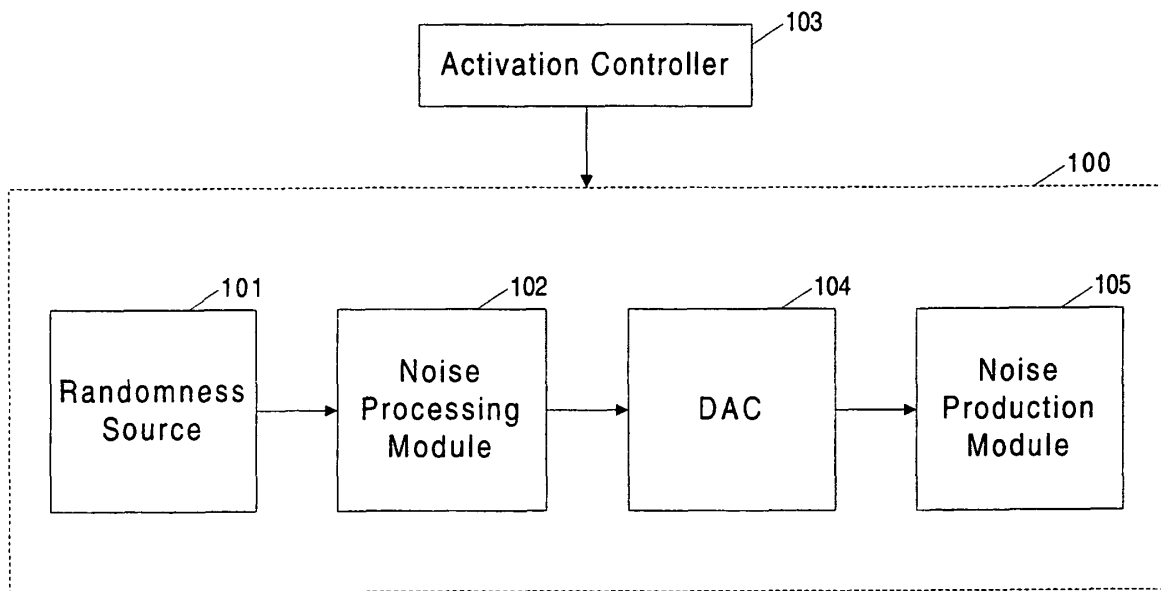 103
Activation Controller
100
101
102
104
105
Randomness
Source
Noise
Processing
Module
DAC
Noise
Production
Module